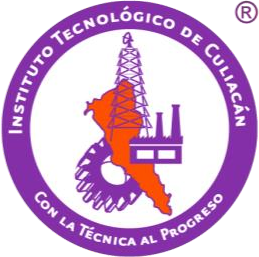 ®
INSTITUTO TECNOLÓGICO DE CULIACÁN
CON LA TÉCNICA AL PROGRESO